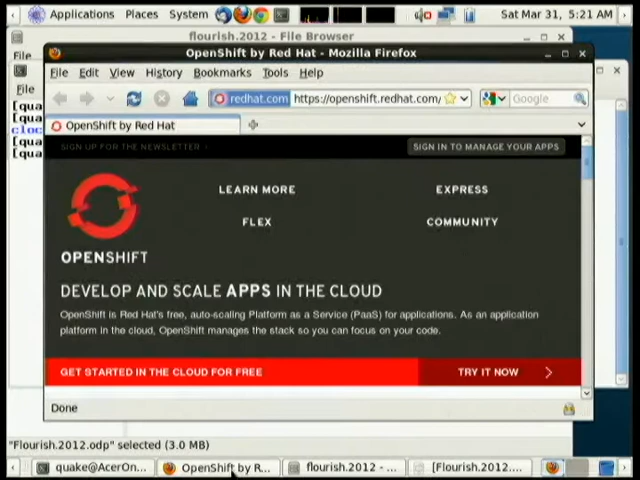 Applications Places System Sat Mar 31, 5:21 AM
flourish.2012 - File Browser
File
OpenShift by Red Hat - Mozilla Firefox
File Edit View History Bookmarks Tools Help
[qua
redhat.com https://openshift.redhat.com/ Google
[qua
cloc
OpenShift by Red Hat
[qua
[qua
SIGN UP FOR THE NEWSLETTER
SIGN IN TO MANAGE YOUR APPS
LEARN MORE EXPRESS
FLEX COMMUNITY
OPENSHIFT
DEVELOP AND SCALE APPS IN THE CLOUD
OpenShift is Red Hat's free, auto-scaling Platform as a Service (PaaS) for applications. As an application
platform in the cloud, OpenShift manages the stack so you can focus on your code.
GET STARTED IN THE CLOUD FOR FREE TRY IT NOW
Done
"Flourish.2012.odp" selected (3.0 MB)
quake@AcerOn... OpenShift by R... flourish.2012 - ... [Flourish.2012....